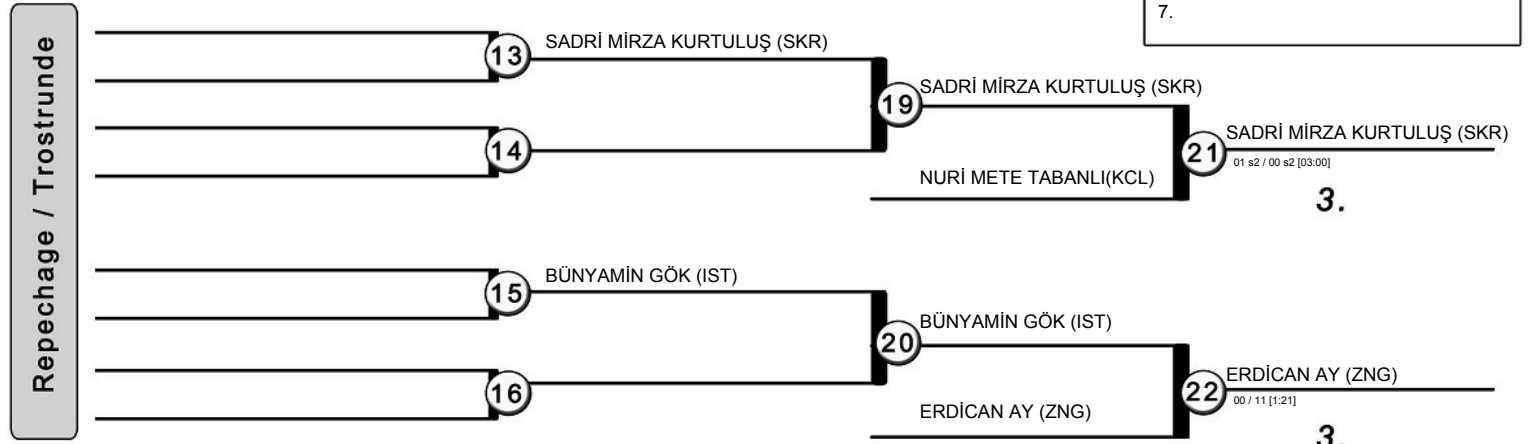 7.
Repechage / Trostrunde
13
SADRİ MİRZA KURTULUŞ (SKR)
19
SADRİ MİRZA KURTULUŞ (SKR)
14
21
SADRİ MİRZA KURTULUŞ (SKR)
01 s2 / 00 s2 [03:00]
NURİ METE TABANLI(KCL)
3.
15
BÜNYAMİN GÖK (IST)
20
BÜNYAMİN GÖK (IST)
16
22
ERDİCAN AY (ZNG)
00 / 11 [1:21]
ERDİCAN AY (ZNG)
3.